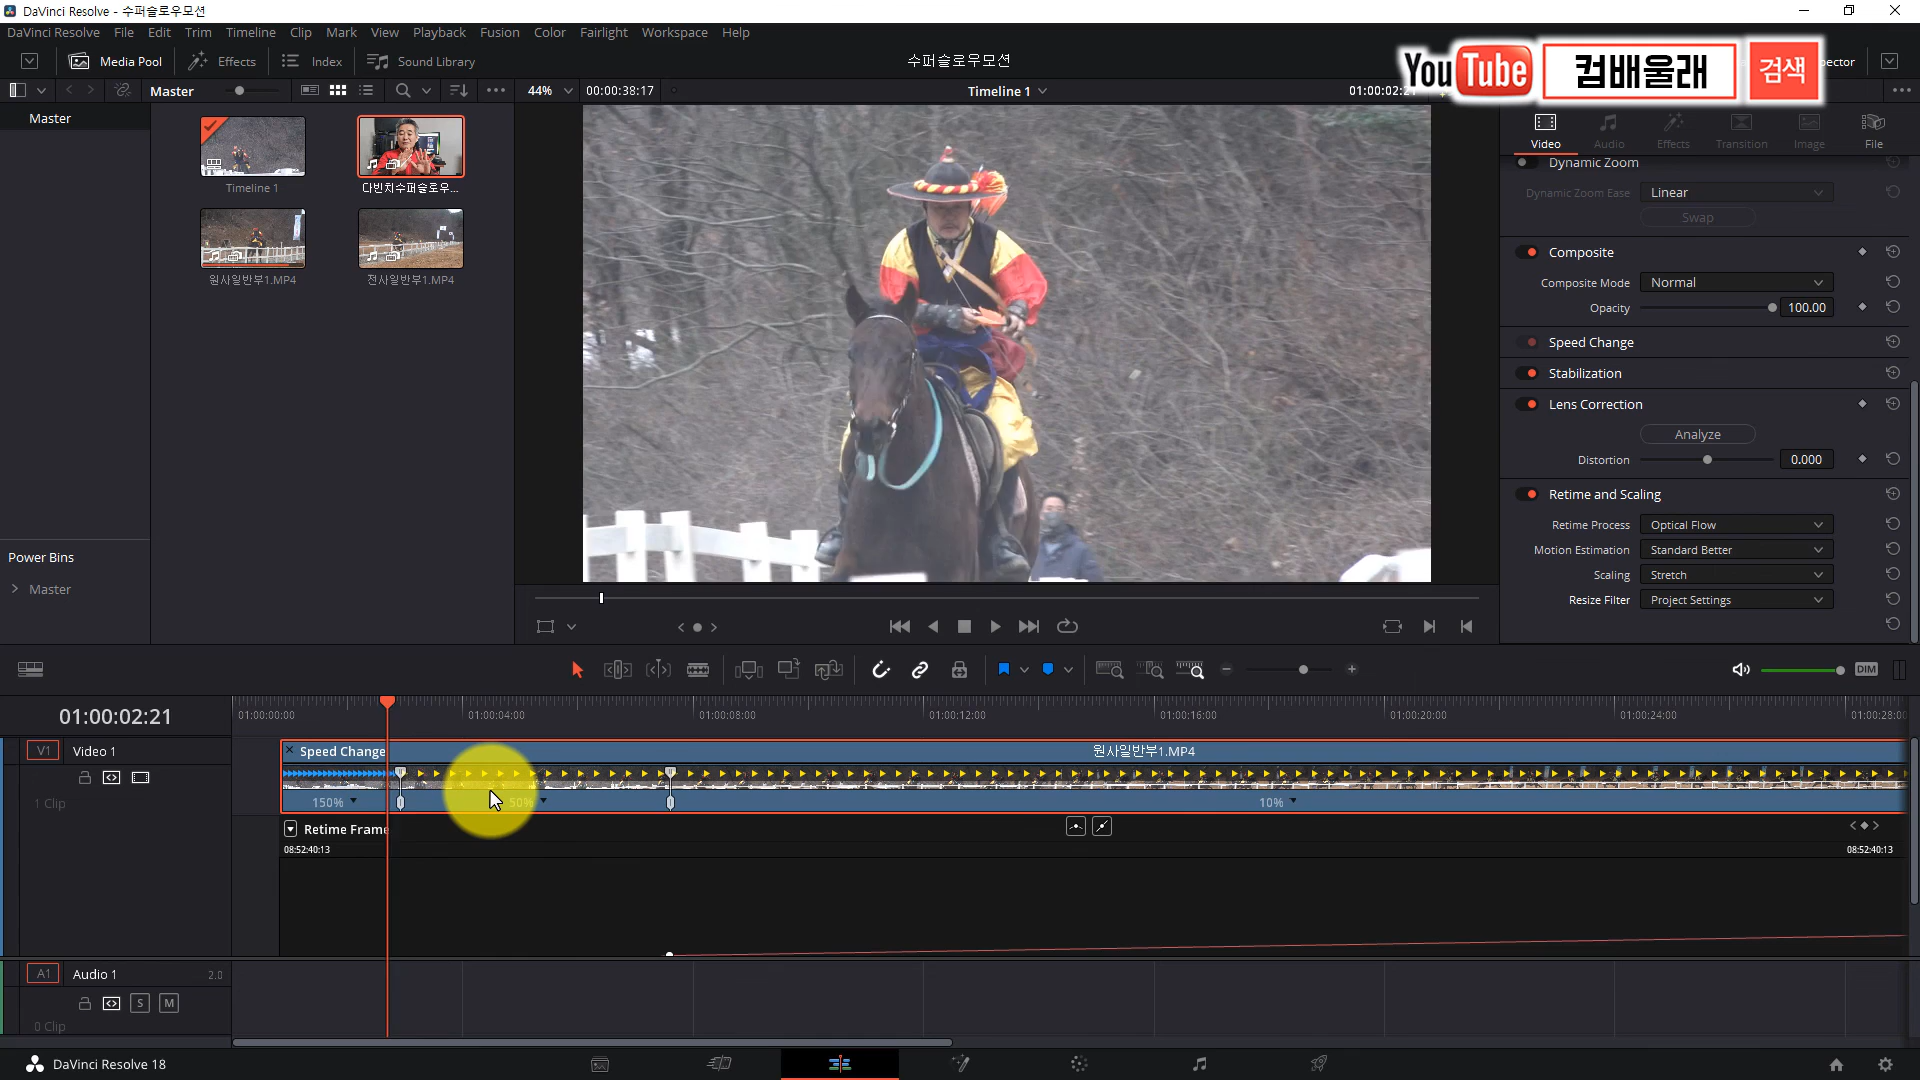 DaVinci Resolve - 수퍼슬로우모션
DaVinci Resolve File Edit Trim Timeline Clip Mark View Playback Fusion Color Fairlight Workspace Help
Media Pool Effects Index Sound Library
수퍼슬로우모션
YouTube 컴배울래 검색
Master
44% 00:00:38:17
Timeline 1
Master
Timeline 1
다빈치수퍼슬로우...
원사일반부1.MP4
전사일반부1.MP4
Power Bins
Master
Video Audio Effects Transition Image File
Dynamic Zoom
Dynamic Zoom Ease Linear
Swap
Composite
Composite Mode Normal
Opacity 100.00
Speed Change
Stabilization
Lens Correction
Analyze
Distortion 0.000
Retime and Scaling
Retime Process Optical Flow
Motion Estimation Standard Better
Scaling Stretch
Resize Filter Project Settings
DIM
01:00:02:21
01:00:00:00 01:00:04:00 01:00:08:00 01:00:12:00 01:00:16:00 01:00:20:00 01:00:24:00 01:00:28:00
V1 Video 1
1 Clip
Speed Change
원사일반부1.MP4
150% 50% 10%
Retime Frame
08:52:40:13 08:52:40:13
A1 Audio 1 2.0
S M
0 Clip
DaVinci Resolve 18